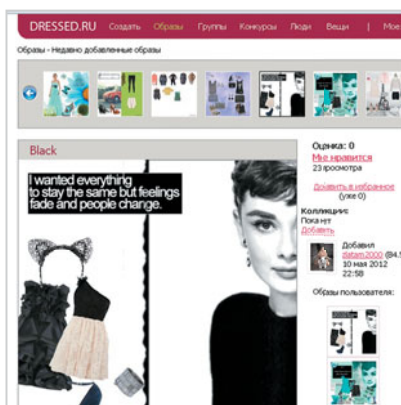 DRESSED.RU Создать Образы Группы Конкурсы Люди Вещи | Мое
Образы - Недавно добавленные образы
Black
I wanted everything
to stay the same but feelings
fade and people change.
Оценка: 0
Мне нравится
23 просмотра
Добавить в избранное
(уже 0)
Коллекции:
Пока нет
Добавить
Добавил
datam2000 (84.5
10 мая 2012
22:58
Образы пользователя: